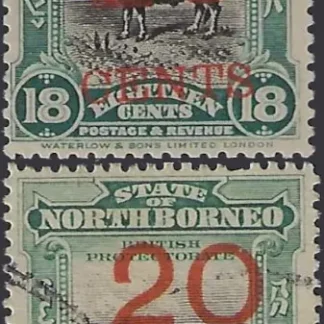 CENTS
18 EIGHTEEN 18
CENTS
POSTAGE & REVENUE
WATERLOW & SONS LIMITED, LONDON
STATE
OF
NORTH BORNEO
BRITISH
PROTECTORATE
20